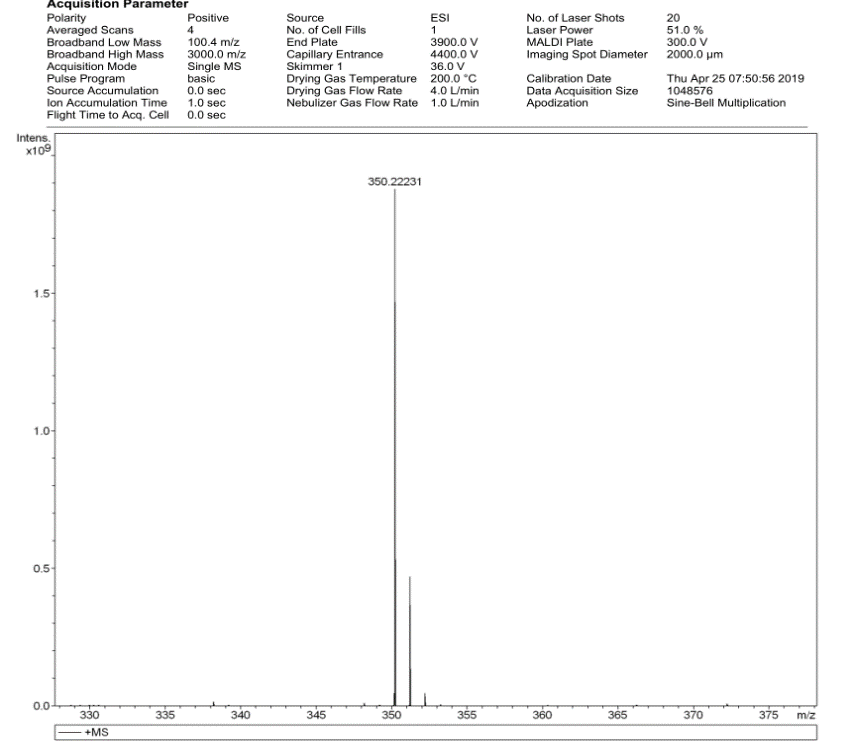 Acquisition Parameter
Polarity Positive Source ESI No. of Laser Shots 20
Averaged Scans 4 No. of Cell Fills 1 Laser Power 51.0 %
Broadband Low Mass 100.4 m/z End Plate 3900.0 V MALDI Plate 300.0 V
Broadband High Mass 3000.0 m/z Capillary Entrance 4400.0 V Imaging Spot Diameter 2000.0 µm
Acquisition Mode Single MS Skimmer 1 36.0 V
Pulse Program basic Drying Gas Temperature 200.0 °C Calibration Date Thu Apr 25 07:50:56 2019
Source Accumulation 0.0 sec Drying Gas Flow Rate 4.0 L/min Data Acquisition Size 1048576
Ion Accumulation Time 1.0 sec Nebulizer Gas Flow Rate 1.0 L/min Apodization Sine-Bell Multiplication
Flight Time to Acq. Cell 0.0 sec
Intens.
x10⁹
350.22231
1.5
1.0
0.5
0.0
330 335 340 345 350 355 360 365 370 375 m/z
+MS